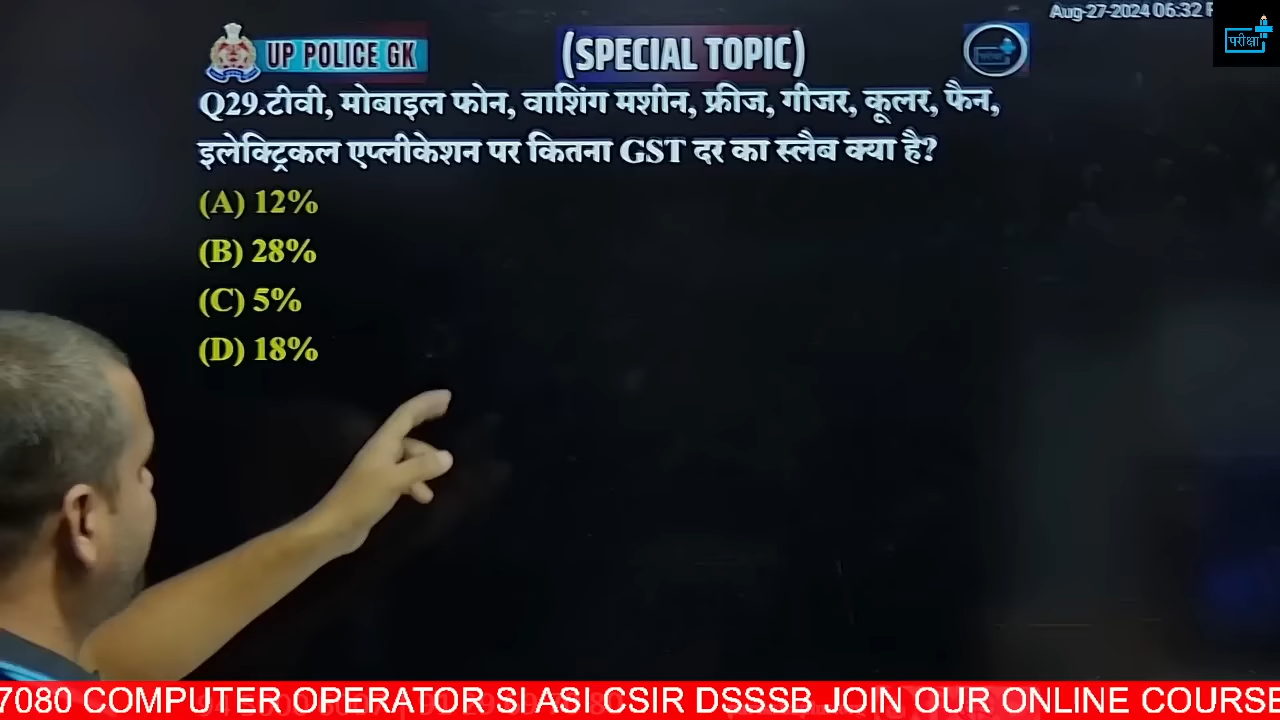 Aug-27-2024 06:32
परीक्षा
UP POLICE GK
(SPECIAL TOPIC)
Q29.टीवी, मोबाइल फोन, वाशिंग मशीन, फ्रीज, गीजर, कूलर, फैन,
इलेक्ट्रिकल एप्लीकेशन पर कितना GST दर का स्लैब क्या है?
(A) 12%
(B) 28%
(C) 5%
(D) 18%
7080 COMPUTER OPERATOR SI ASI CSIR DSSSB JOIN OUR ONLINE COURSE